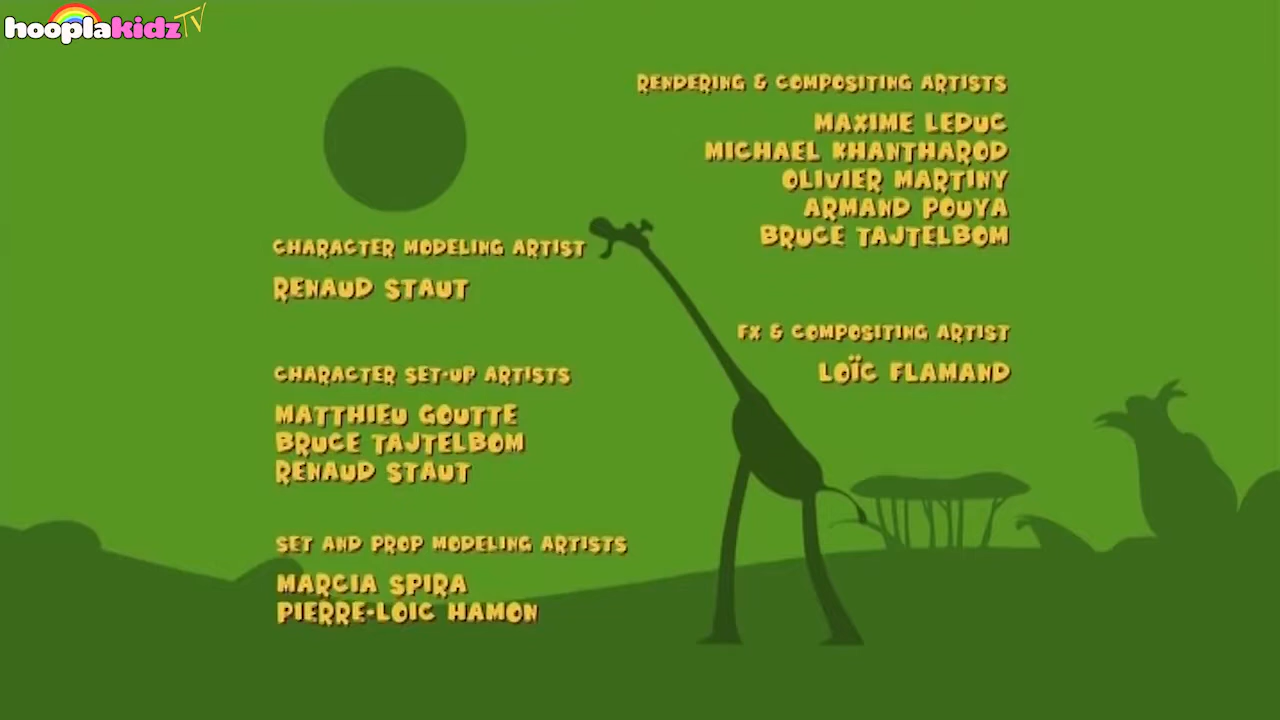 hooplakidz TV
CHARACTER MODELING ARTIST
RENAUD STAUT
CHARACTER SET-UP ARTISTS
MATTHIEU GOUTTE
BRUCE TAJTELBOM
RENAUD STAUT
SET AND PROP MODELING ARTISTS
MARCIA SPIRA
PIERRE-LOIC HAMON
RENDERING & COMPOSITING ARTISTS
MAXIME LEDUC
MICHAEL KHANTHAROD
OLIVIER MARTINY
ARMAND POUYA
BRUCE TAJTELBOM
FX & COMPOSITING ARTIST
LOÏC FLAMAND